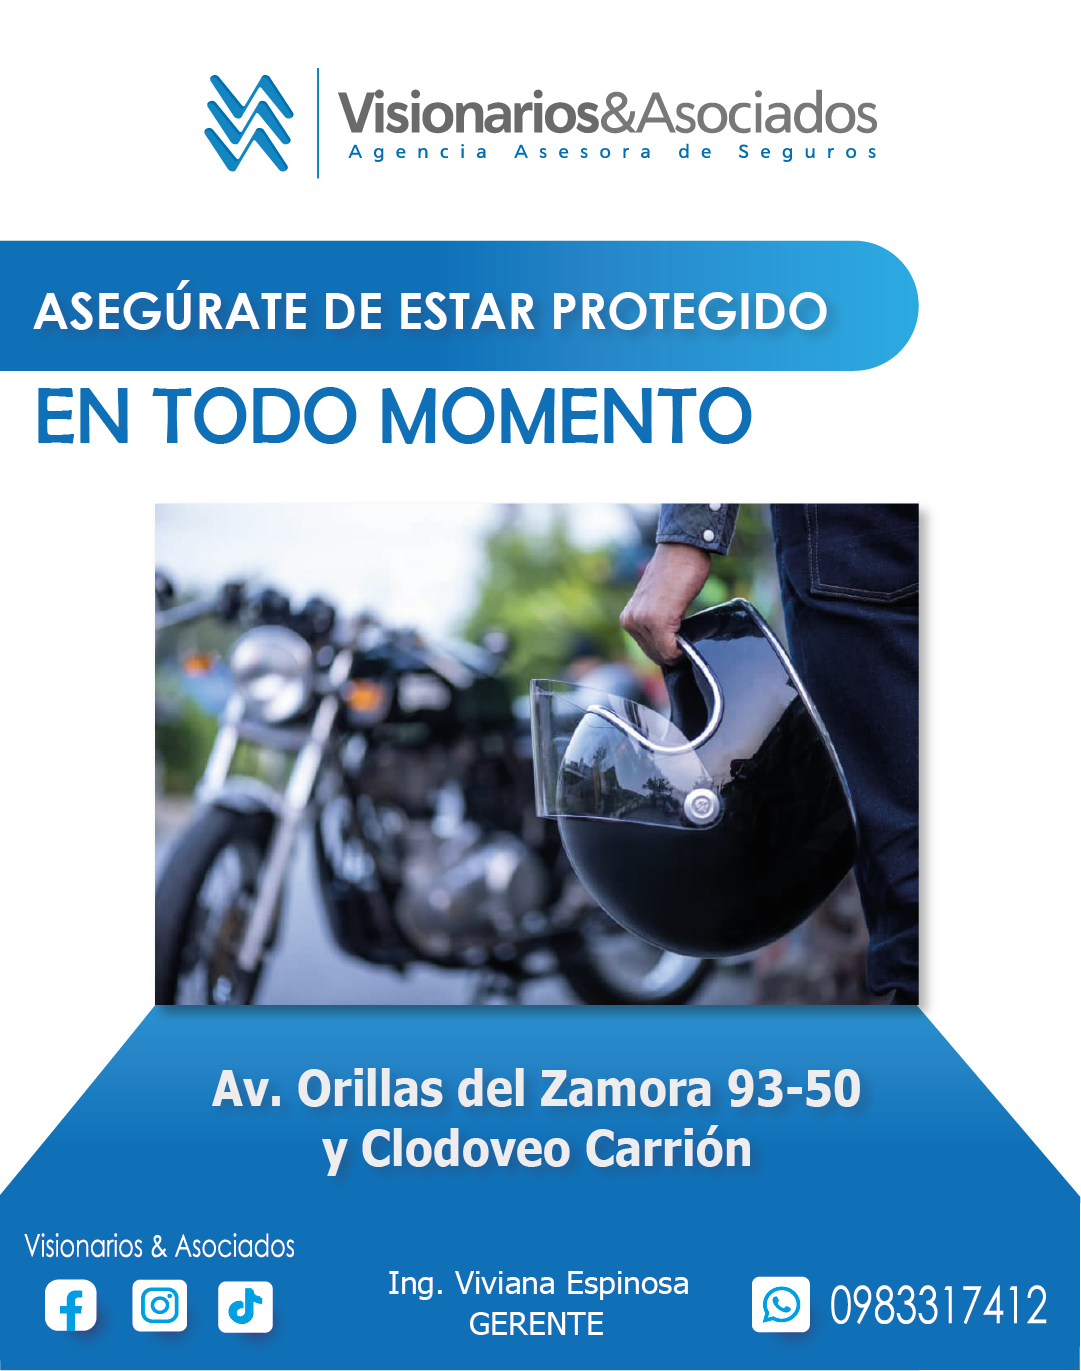 Visionarios&Asociados
Agencia Asesora de Seguros
ASEGÚRATE DE ESTAR PROTEGIDO
EN TODO MOMENTO
Av. Orillas del Zamora 93-50
y Clodoveo Carrión
Visionarios & Asociados
Ing. Viviana Espinosa
GERENTE
0983317412